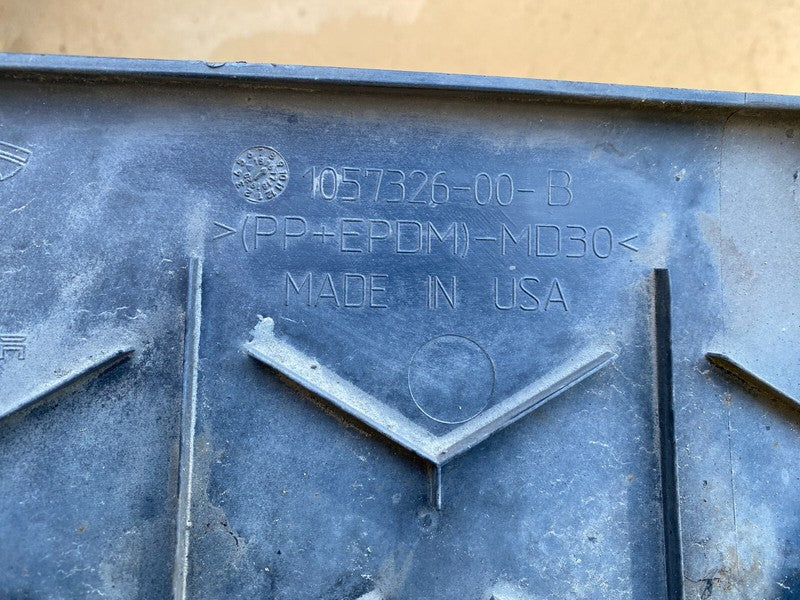 1057326-00-B
>(PP+EPDM)-MD30<
MADE IN USA